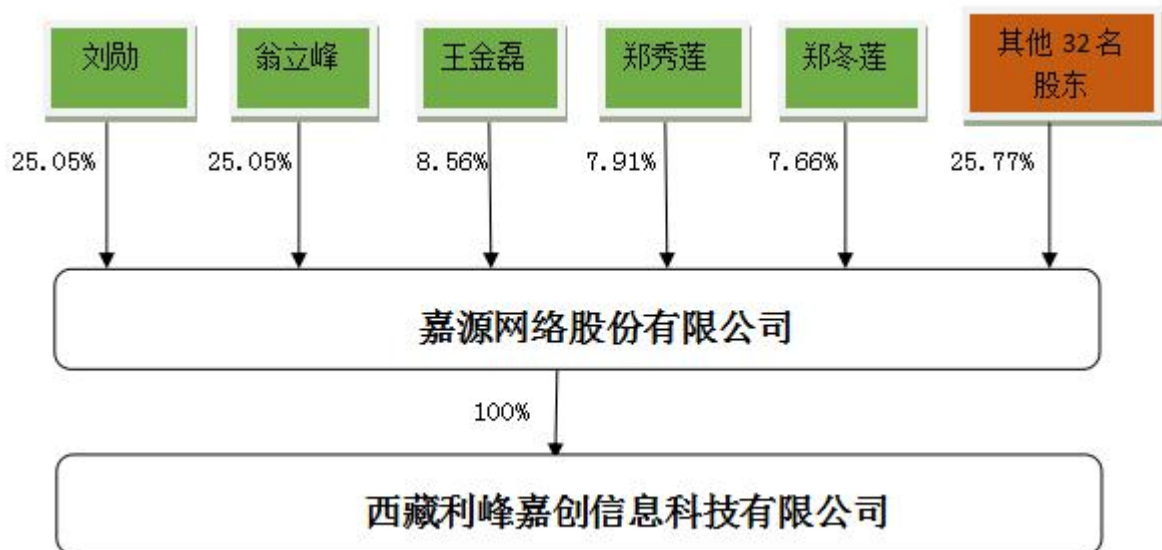 刘勋
翁立峰
王金磊
郑秀莲
郑冬莲
其他 32 名
股东
25.05%
25.05%
8.56%
7.91%
7.66%
25.77%
嘉源网络股份有限公司
100%
西藏利峰嘉创信息科技有限公司